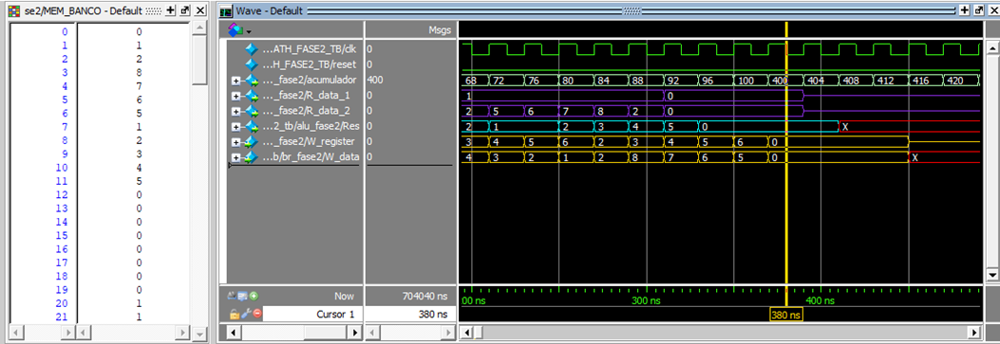 se2/MEM_BANCO - Default
0 0
1 1
2 2
3 8
4 7
5 6
6 5
7 1
8 2
9 3
10 4
11 5
12 0
13 0
14 0
15 0
16 0
17 0
18 0
19 0
20 1
21 1
Wave - Default
Msgs
...ATH_FASE2_TB/clk 0
...H_FASE2_TB/reset 0
..._fase2/acumulador 400 68 72 76 80 84 88 92 96 100 400 404 408 412 416 420
..._fase2/R_data_1 0 1 0
..._fase2/R_data_2 0 2 5 6 7 8 2 0
...2_tb/alu_fase2/Res 0 2 1 2 3 4 5 0 X
..._fase2/W_register 0 3 4 5 6 2 3 4 5 6 0
...b/br_fase2/W_data 0 4 3 2 1 2 8 7 6 5 0 X
Now 704040 ns 00 ns 300 ns 400 ns
Cursor 1 380 ns 380 ns